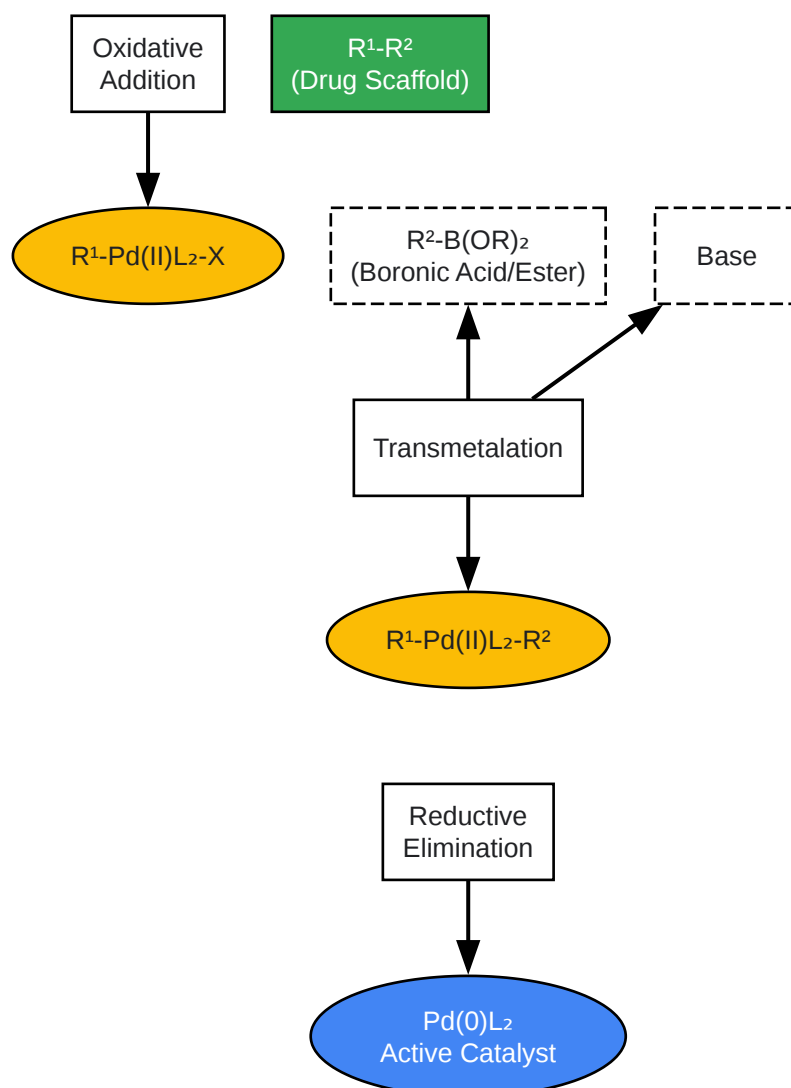 Oxidative
Addition
R¹-R²
(Drug Scaffold)
R¹-Pd(II)L₂-X
R²-B(OR)₂
(Boronic Acid/Ester)
Base
Transmetalation
R¹-Pd(II)L₂-R²
Reductive
Elimination
Pd(0)L₂
Active Catalyst